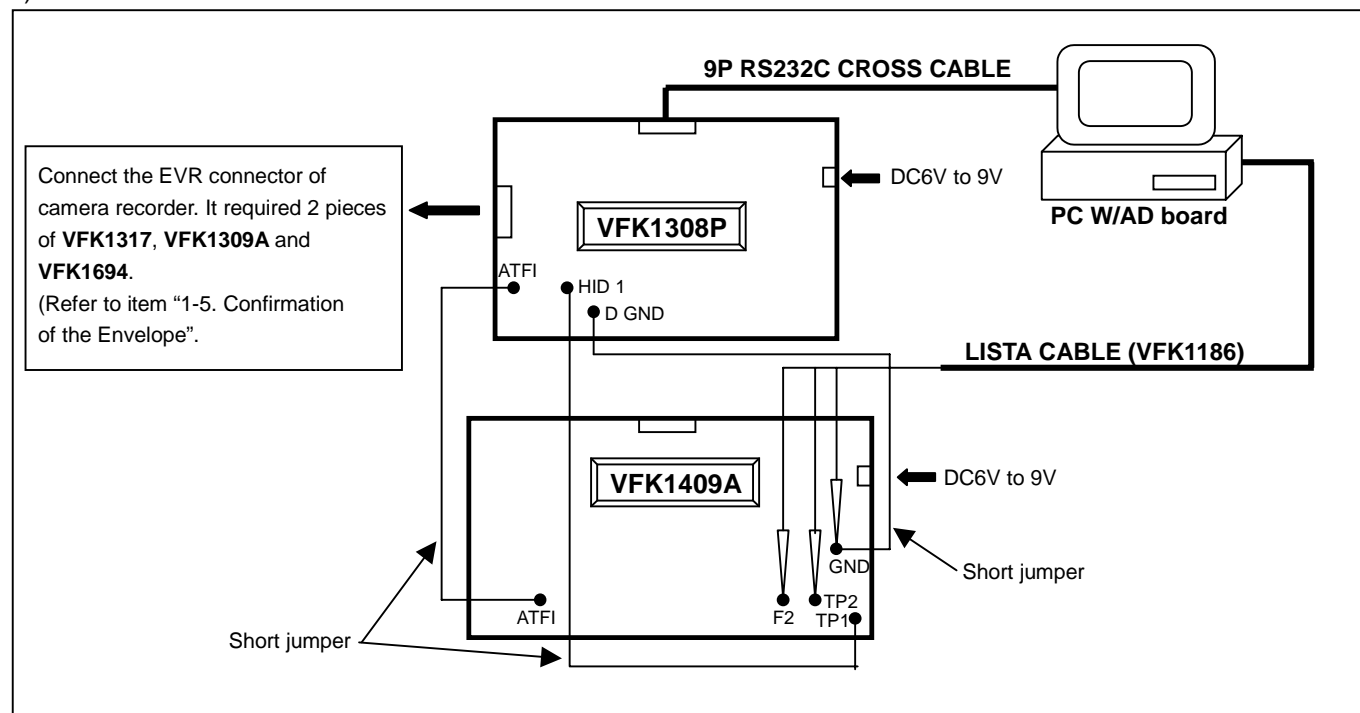 9P RS232C CROSS CABLE
Connect the EVR connector of
camera recorder. It required 2 pieces
of VFK1317, VFK1309A and
VFK1694.
(Refer to item “1-5. Confirmation
of the Envelope”.
DC6V to 9V
PC W/AD board
VFK1308P
ATFI
HID 1
D GND
LISTA CABLE (VFK1186)
VFK1409A
DC6V to 9V
GND
Short jumper
ATFI
F2
TP2
TP1
Short jumper